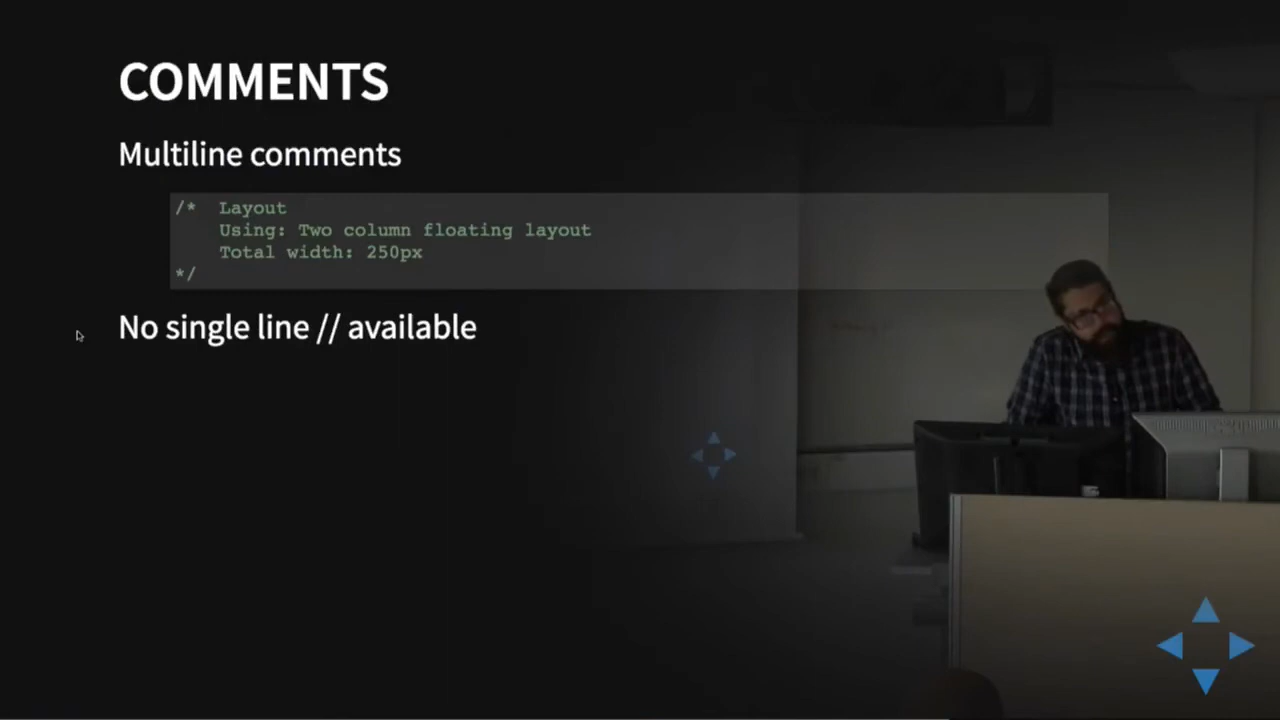 COMMENTS
Multiline comments
/*  Layout
    Using: Two column floating layout
    Total width: 250px
*/
No single line // available